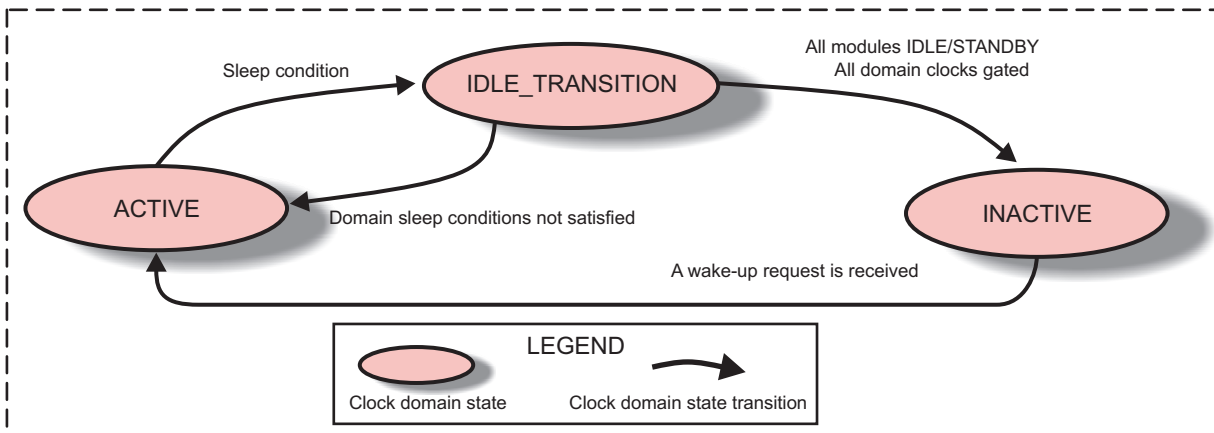 All modules IDLE/STANDBY
All domain clocks gated
Sleep condition
IDLE_TRANSITION
ACTIVE
Domain sleep conditions not satisfied
INACTIVE
A wake-up request is received
LEGEND
Clock domain state
Clock domain state transition